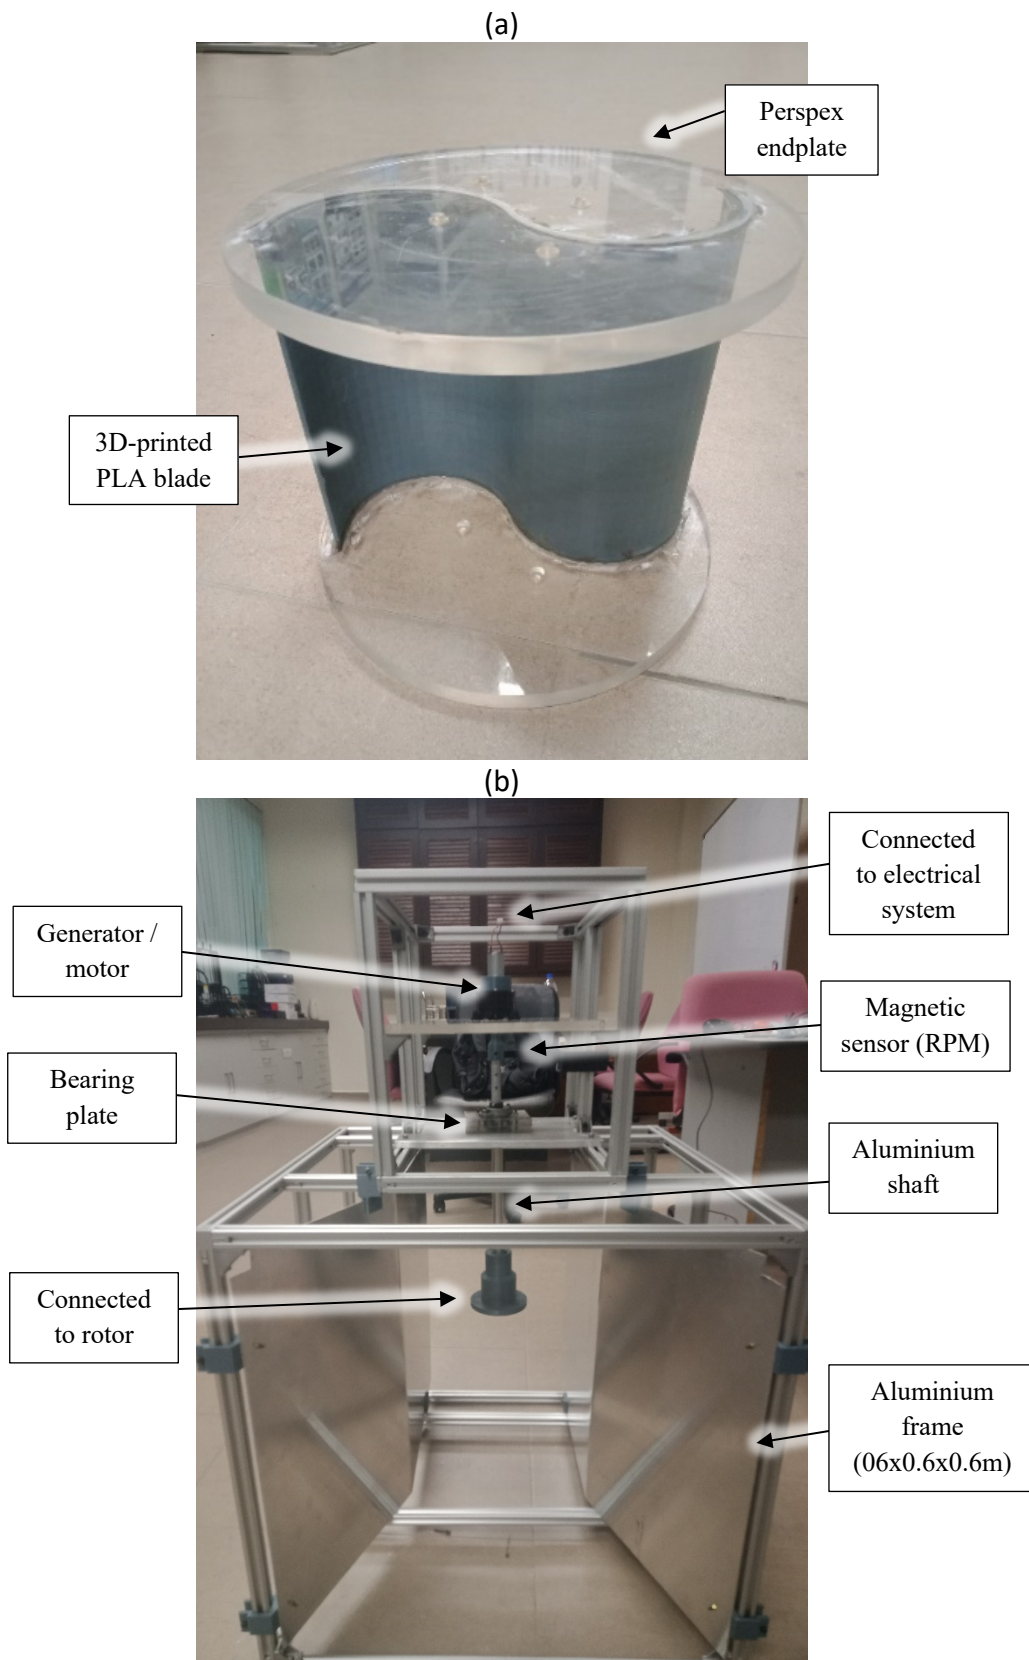 (a)
Perspex
endplate
3D-printed
PLA blade
(b)
Connected
to electrical
system
Generator /
motor
Magnetic
sensor (RPM)
Bearing
plate
Aluminium
shaft
Connected
to rotor
Aluminium
frame
(06x0.6x0.6m)